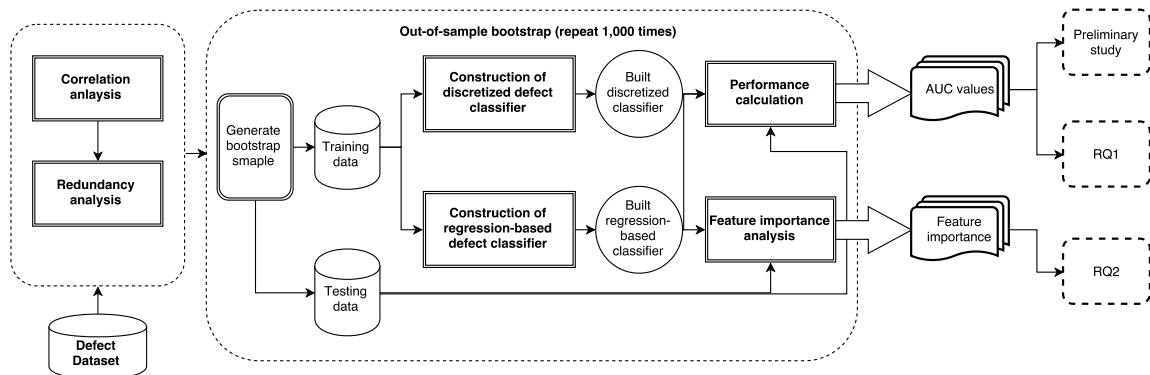 Correlation
anlaysis
Redundancy
analysis
Defect
Dataset
Out-of-sample bootstrap (repeat 1,000 times)
Generate
bootstrap
smaple
Training
data
Testing
data
Construction of
discretized defect
classifier
Built
discretized
classifier
Performance
calculation
Construction of
regression-based
defect classifier
Built
regression-
based
classifier
Feature importance
analysis
AUC values
Feature
importance
Preliminary
study
RQ1
RQ2